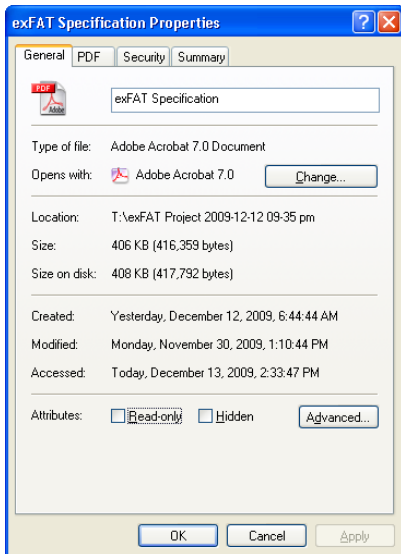 exFAT Specification Properties
General PDF Security Summary
PDF
Adobe
exFAT Specification
Type of file: Adobe Acrobat 7.0 Document
Opens with: Adobe Acrobat 7.0 Change...
Location: T:\exFAT Project 2009-12-12 09-35 pm
Size: 406 KB (416,359 bytes)
Size on disk: 408 KB (417,792 bytes)
Created: Yesterday, December 12, 2009, 6:44:44 AM
Modified: Monday, November 30, 2009, 1:10:44 PM
Accessed: Today, December 13, 2009, 2:33:47 PM
Attributes: Read-only Hidden Advanced...
OK Cancel Apply